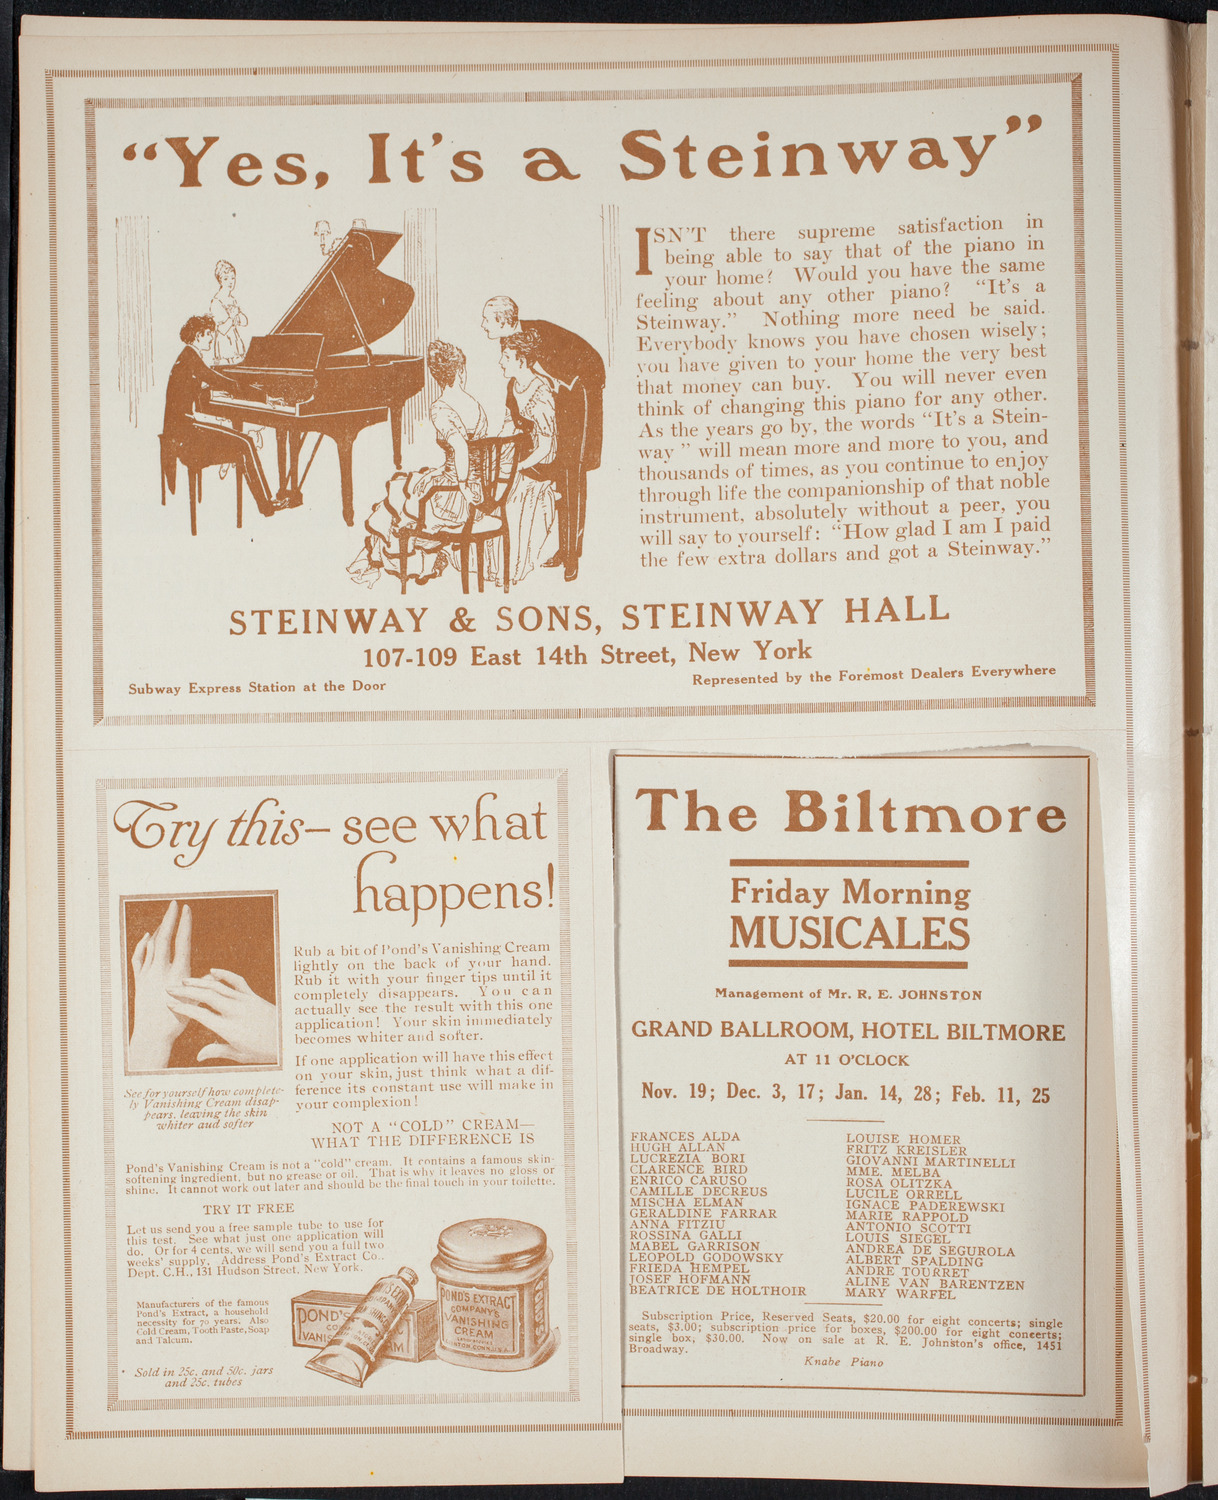 "Yes, It's a Steinway"
ISN'T there supreme satisfaction in
being able to say that of the piano in
your home? Would you have the same
feeling about any other piano? "It's a
Steinway." Nothing more need be said.
Everybody knows you have chosen wisely;
you have given to your home the very best
that money can buy. You will never even
think of changing this piano for any other.
As the years go by, the words "It's a Stein-
way" will mean more and more to you, and
thousands of times, as you continue to enjoy
through life the companionship of that noble
instrument, absolutely without a peer, you
will say to yourself: "How glad I am I paid
the few extra dollars and got a Steinway."
STEINWAY & SONS, STEINWAY HALL
107-109 East 14th Street, New York
Subway Express Station at the Door
Represented by the Foremost Dealers Everywhere
Try this—see what
happens!
Rub a bit of Pond's Vanishing Cream
lightly on the back of your hand.
Rub it with your finger tips until it
completely disappears. You can
actually see the result with this one
application! Your skin immediately
becomes whiter and softer.
If one application will have this effect
on your skin, just think what a dif-
ference its constant use will make in
your complexion!
See for yourself how complete-
ly Vanishing Cream disap-
pears, leaving the skin
whiter and softer
NOT A "COLD" CREAM—
WHAT THE DIFFERENCE IS
Pond's Vanishing Cream is not a "cold" cream. It contains a famous skin-
softening ingredient, but no grease or oil. That is why it leaves no gloss or
shine. It cannot work out later and should be the final touch in your toilette.
TRY IT FREE
Let us send you a free sample tube to use for
this test. See what just one application will
do. Or for 4 cents, we will send you a full two
weeks' supply. Address Pond's Extract Co.,
Dept. C.H., 131 Hudson Street, New York.
Manufacturers of the famous
Pond's Extract, a household
necessity for 70 years. Also
Cold Cream, Tooth Paste, Soap
and Talcum.
Sold in 25c. and 50c. jars
and 25c. tubes
POND'S
VANIS
POND'S EXTRACT
COMPANY'S
VANISHING
CREAM
The Biltmore
Friday Morning
MUSICALES
Management of Mr. R. E. JOHNSTON
GRAND BALLROOM, HOTEL BILTMORE
AT 11 O'CLOCK
Nov. 19; Dec. 3, 17; Jan. 14, 28; Feb. 11, 25
FRANCES ALDA
HUGH ALLAN
LUCREZIA BORI
CLARENCE BIRD
ENRICO CARUSO
CAMILLE DECREUS
MISCHA ELMAN
GERALDINE FARRAR
ANNA FITZIU
ROSSINA GALLI
MABEL GARRISON
LEOPOLD GODOWSKY
FRIEDA HEMPEL
JOSEF HOFMANN
BEATRICE DE HOLTHOIR
LOUISE HOMER
FRITZ KREISLER
GIOVANNI MARTINELLI
MME. MELBA
ROSA OLITZKA
LUCILE ORRELL
IGNACE PADEREWSKI
MARIE RAPPOLD
ANTONIO SCOTTI
LOUIS SIEGEL
ANDREA DE SEGUROLA
ALBERT SPALDING
ANDRE TOURRET
ALINE VAN BARENTZEN
MARY WARFEL
Subscription Price, Reserved Seats, $20.00 for eight concerts; single
seats, $3.00; subscription price for boxes, $200.00 for eight concerts;
single box, $30.00. Now on sale at R. E. Johnston's office, 1451
Broadway.
Knabe Piano